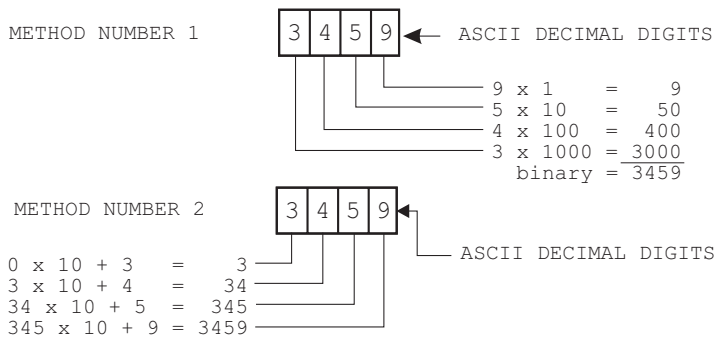 METHOD NUMBER 1
3 4 5 9
ASCII DECIMAL DIGITS
9 x 1 = 9
5 x 10 = 50
4 x 100 = 400
3 x 1000 = 3000
binary = 3459
METHOD NUMBER 2
3 4 5 9
ASCII DECIMAL DIGITS
0 x 10 + 3 = 3
3 x 10 + 4 = 34
34 x 10 + 5 = 345
345 x 10 + 9 = 3459